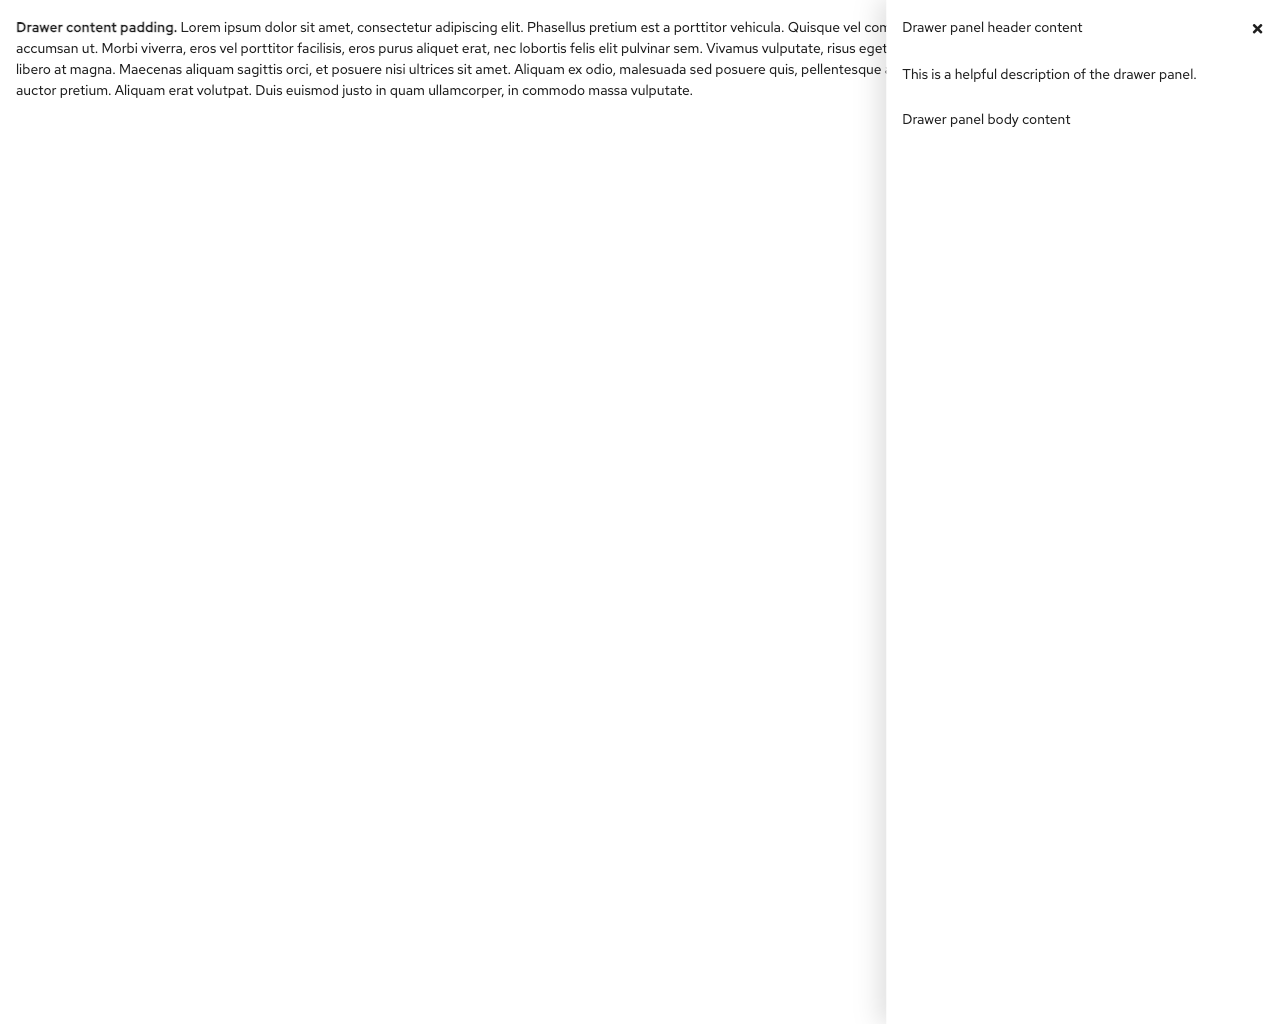 Drawer content padding. Lorem ipsum dolor sit amet, consectetur adipiscing elit. Phasellus pretium est a porttitor vehicula. Quisque vel
accumsan ut. Morbi viverra, eros vel porttitor facilisis, eros purus aliquet erat, nec lobortis felis elit pulvinar sem. Vivamus vulputate, risus eget
libero at magna. Maecenas aliquam sagittis orci, et posuere nisi ultrices sit amet. Aliquam ex odio, malesuada sed posuere quis, pellentesque
auctor pretium. Aliquam erat volutpat. Duis euismod justo in quam ullamcorper, in commodo massa vulputate.
Drawer panel header content
This is a helpful description of the drawer panel.
Drawer panel body content